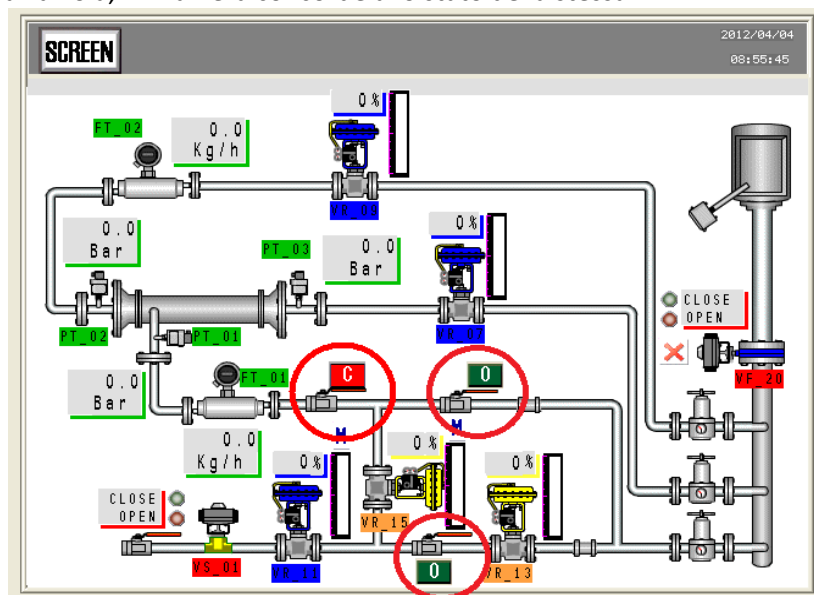 SCREEN
2012/04/04
08:55:45
0 %
FT_02
0.0
Kg/h
VR_09
0.0
Bar
PT_03
0.0
Bar
0 %
PT_02
PT_01
VR_07
CLOSE
OPEN
VF_20
0.0
Bar
FT_01
C
O
0.0
Kg/h
M
M
0 %
0 %
0 %
CLOSE
OPEN
VR_15
VS_01
VR_11
O
VR_13